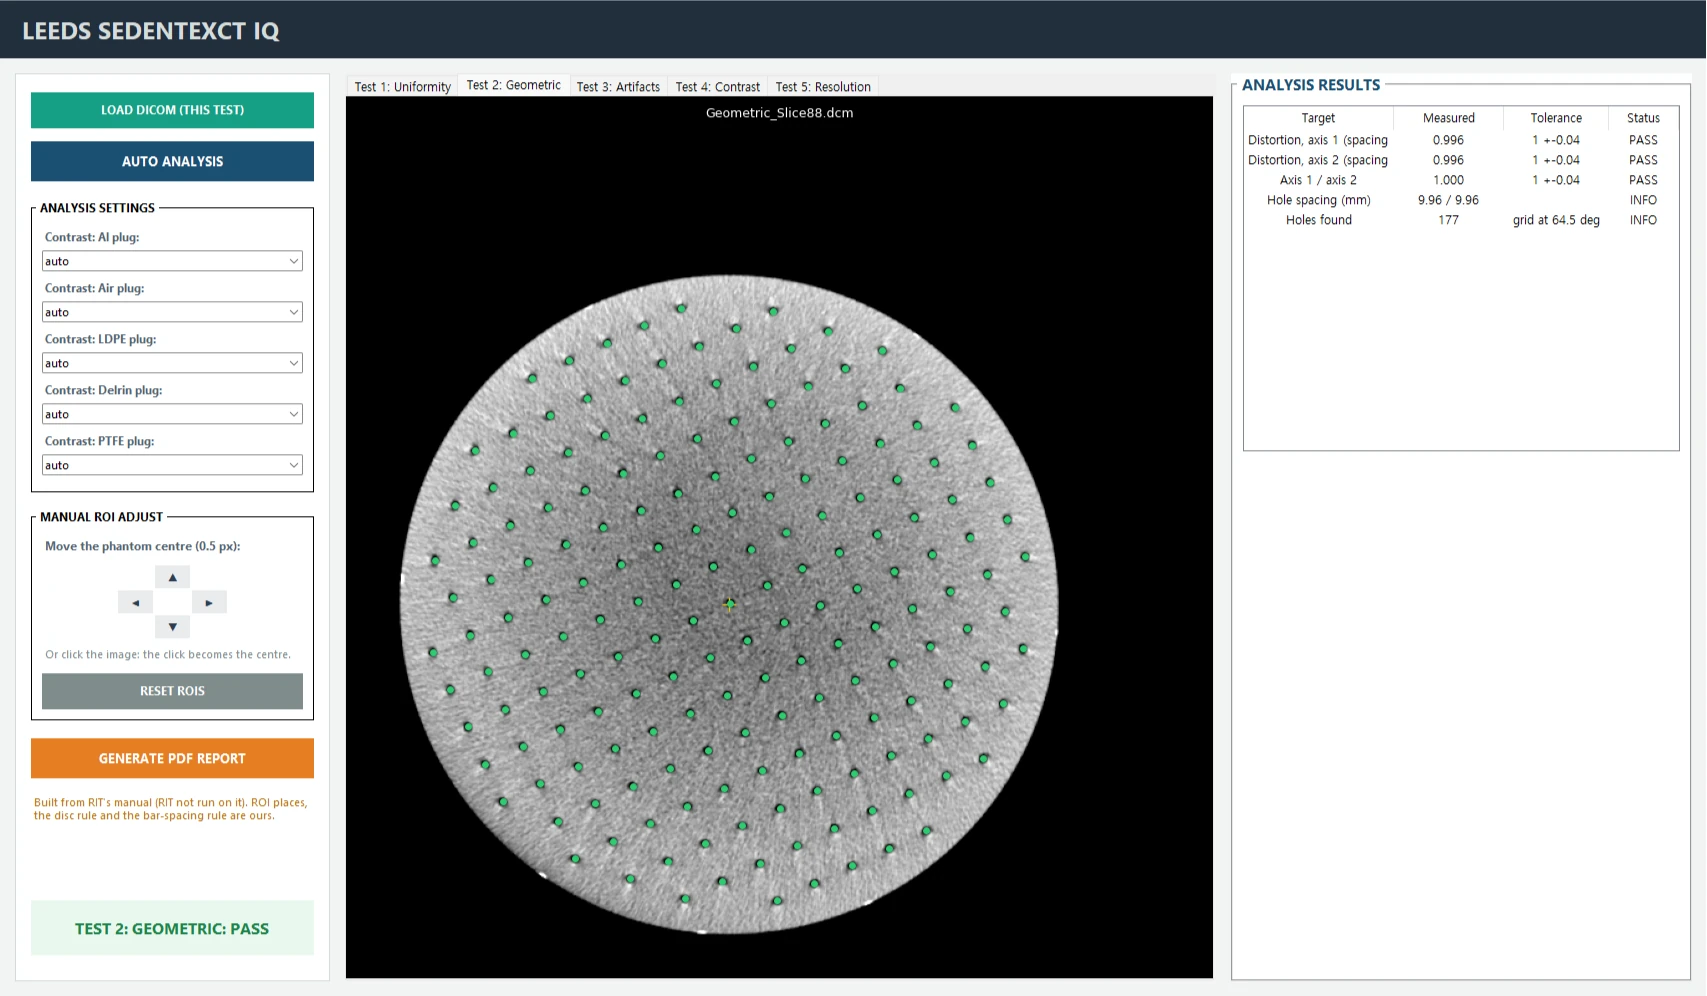 LEEDS SEDENTEXCT IQ
LOAD DICOM (THIS TEST)
AUTO ANALYSIS
ANALYSIS SETTINGS
Contrast: Al plug:
auto
Contrast: Air plug:
auto
Contrast: LDPE plug:
auto
Contrast: Delrin plug:
auto
Contrast: PTFE plug:
auto
MANUAL ROI ADJUST
Move the phantom centre (0.5 px):
Or click the image: the click becomes the centre.
RESET ROIS
GENERATE PDF REPORT
Built from RIT's manual (RIT not run on it). ROI places,
the disc rule and the bar-spacing rule are ours.
TEST 2: GEOMETRIC: PASS
Test 1: Uniformity Test 2: Geometric Test 3: Artifacts Test 4: Contrast Test 5: Resolution
Geometric_Slice88.dcm
ANALYSIS RESULTS
Target Measured Tolerance Status
Distortion, axis 1 (spacing 0.996 1 +-0.04 PASS
Distortion, axis 2 (spacing 0.996 1 +-0.04 PASS
Axis 1 / axis 2 1.000 1 +-0.04 PASS
Hole spacing (mm) 9.96 / 9.96 INFO
Holes found 177 grid at 64.5 deg INFO